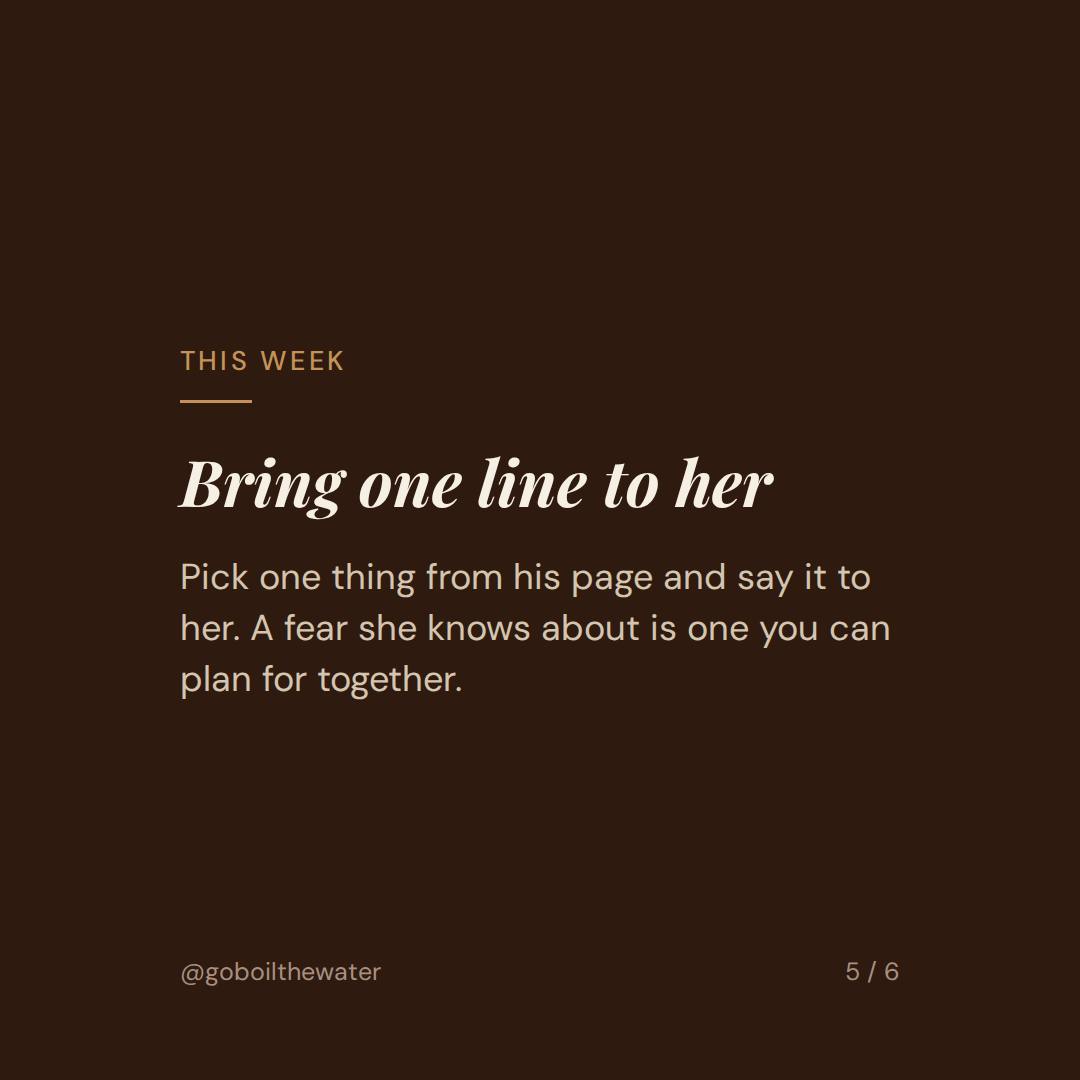 THIS WEEK
Bring one line to her
Pick one thing from his page and say it to
her. A fear she knows about is one you can
plan for together.
@goboilthewater
5 / 6